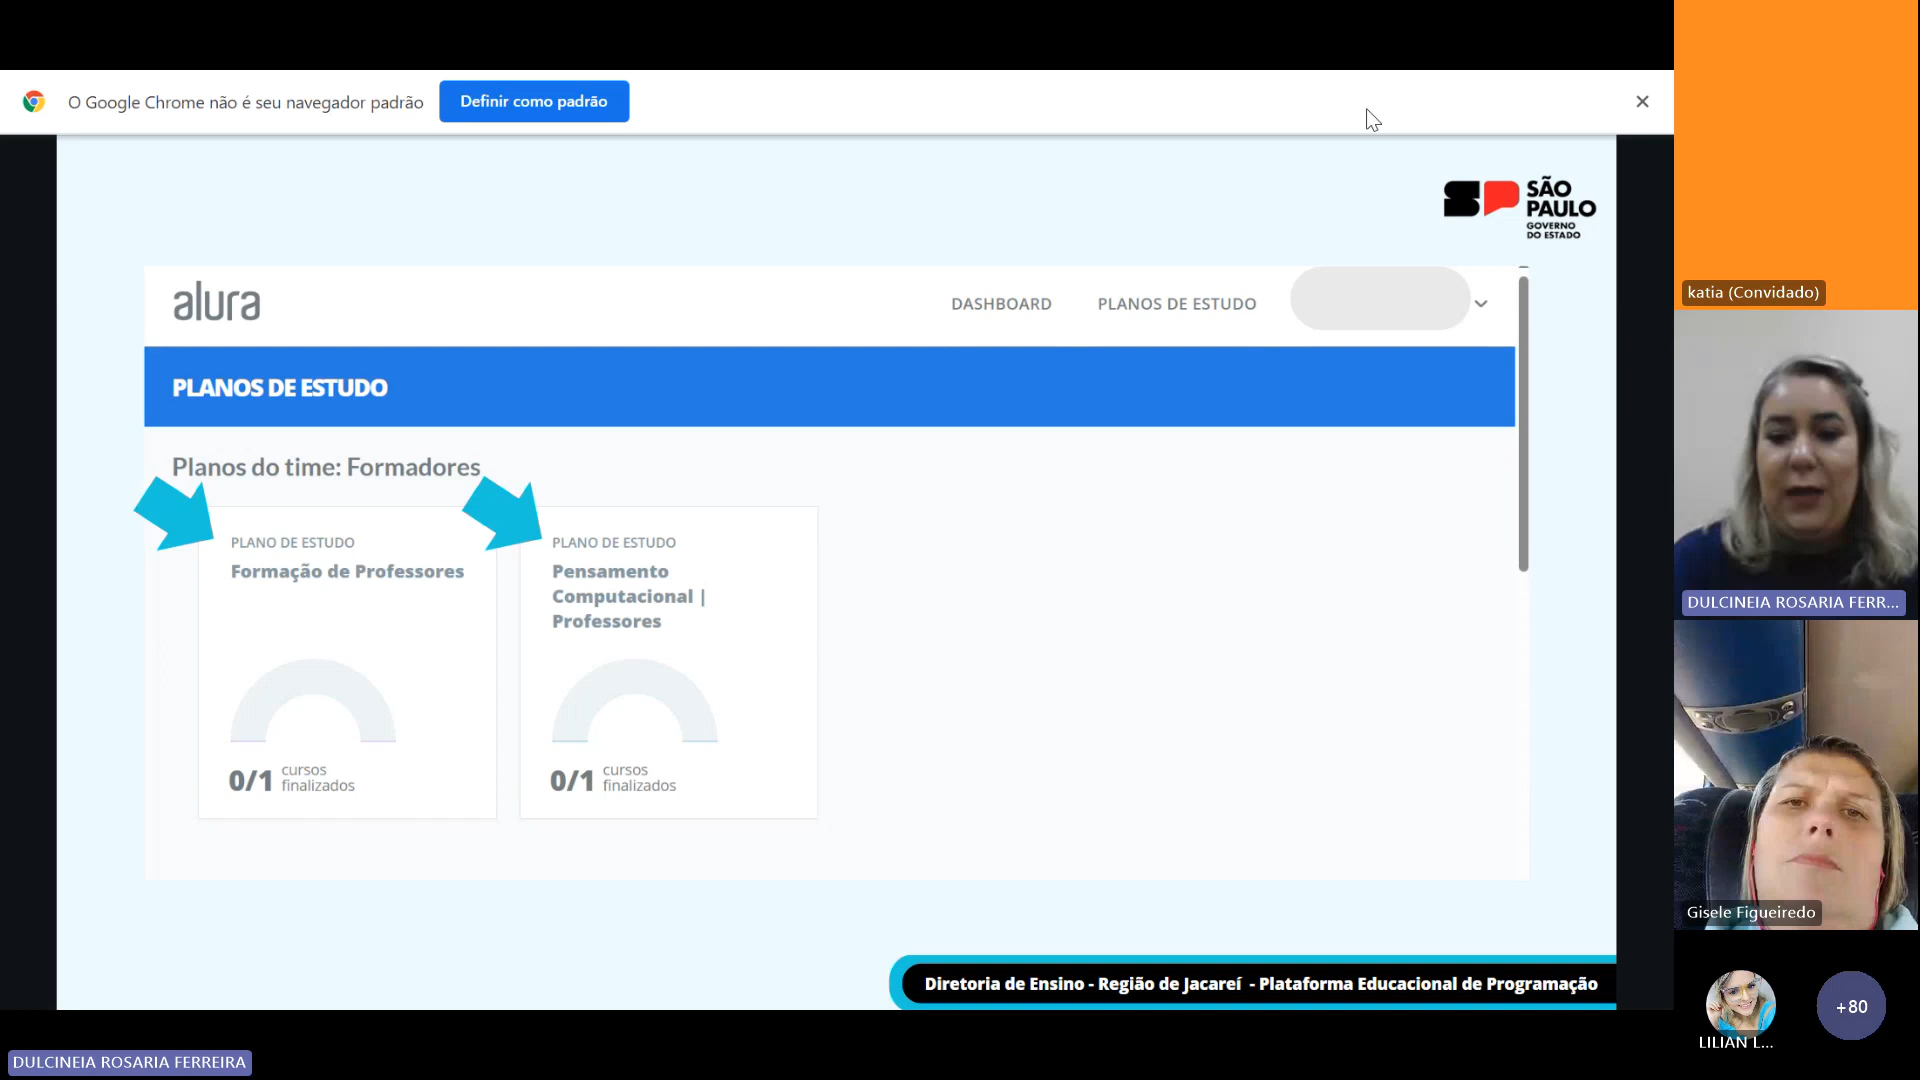 O Google Chrome não é seu navegador padrão
Definir como padrão
SÃO
PAULO
GOVERNO
DO ESTADO
alura
DASHBOARD
PLANOS DE ESTUDO
PLANOS DE ESTUDO
Planos do time: Formadores
PLANO DE ESTUDO
Formação de Professores
0/1 cursos
finalizados
PLANO DE ESTUDO
Pensamento
Computacional |
Professores
0/1 cursos
finalizados
Diretoria de Ensino - Região de Jacareí - Plataforma Educacional de Programação
katia (Convidado)
DULCINEIA ROSARIA FERR...
Gisele Figueiredo
LILIAN L...
+80
DULCINEIA ROSARIA FERREIRA